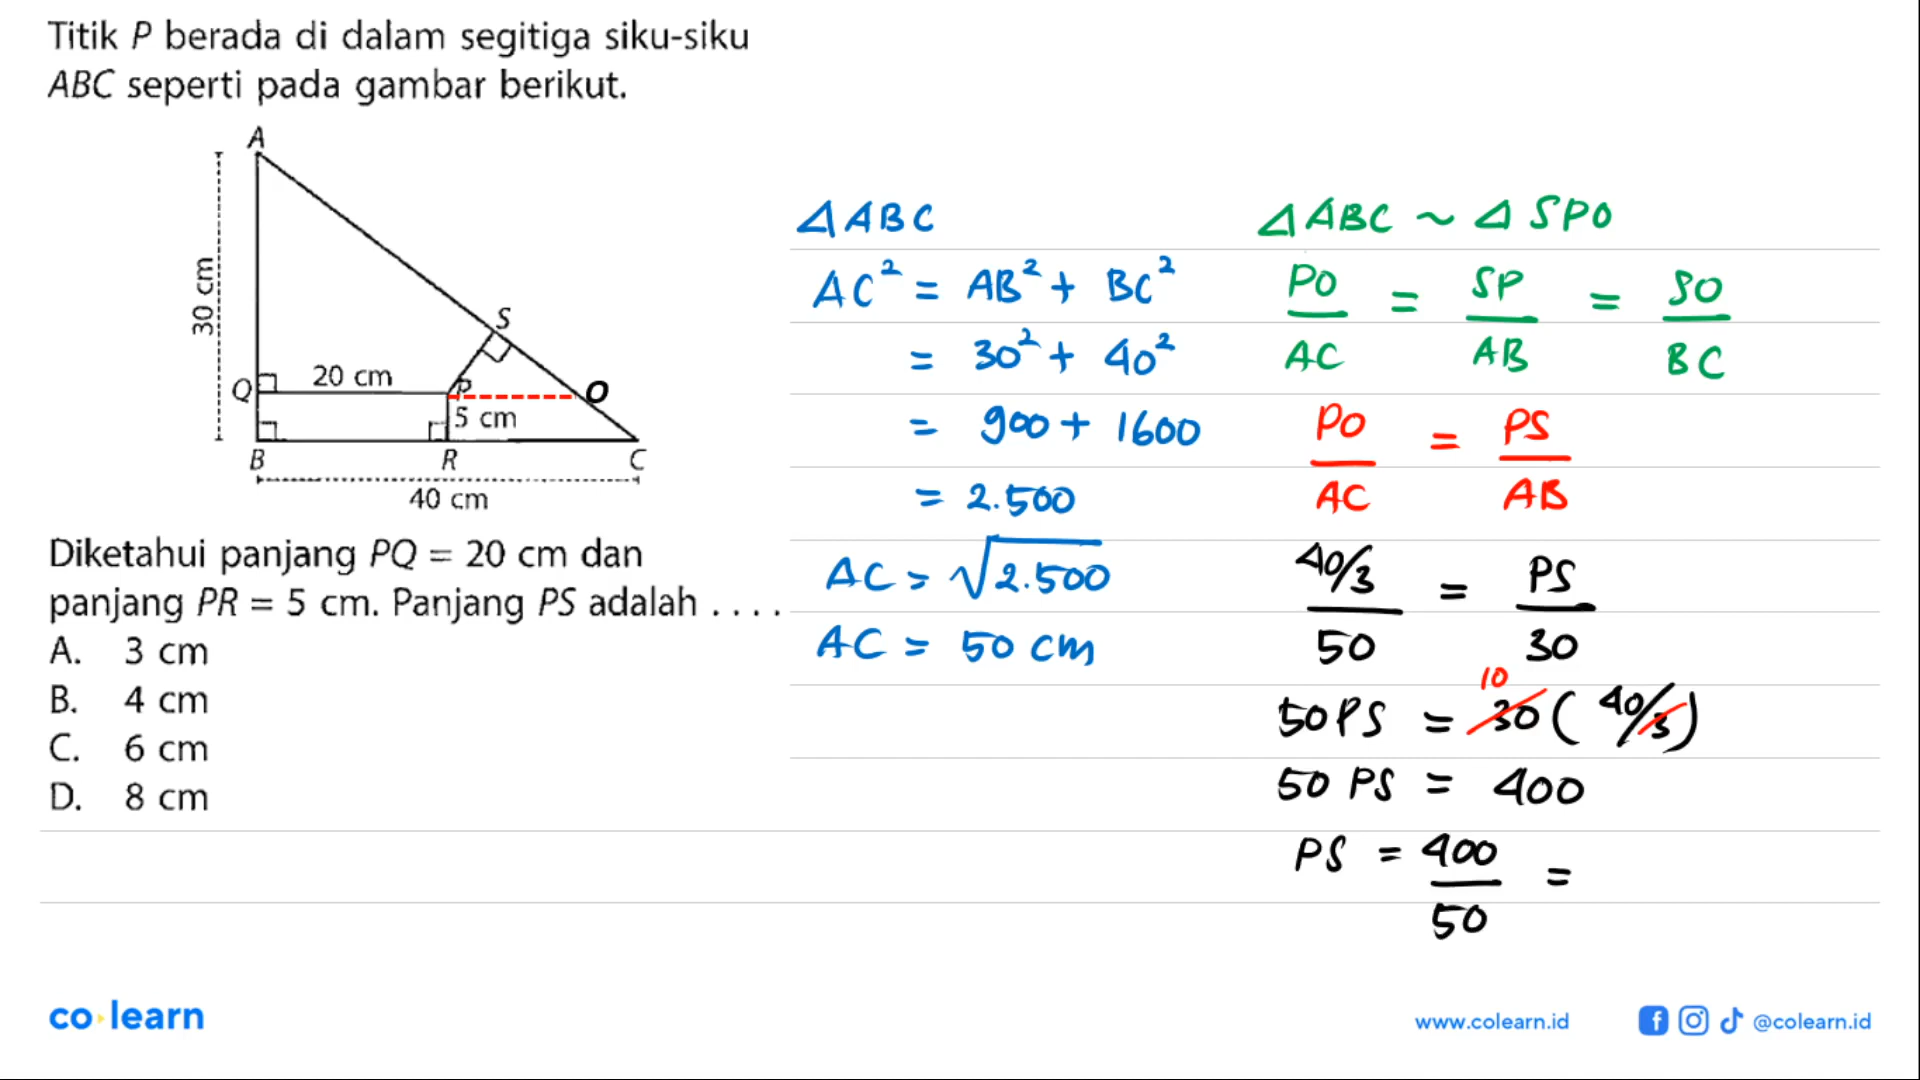 Titik P berada di dalam segitiga siku-siku
ABC seperti pada gambar berikut.
A
30 cm
S
Q
20 cm
P
O
5 cm
B
R
C
40 cm
Diketahui panjang PQ = 20 cm dan
panjang PR = 5 cm. Panjang PS adalah . . . .
A. 3 cm
B. 4 cm
C. 6 cm
D. 8 cm
△ABC
AC² = AB² + BC²
= 30² + 40²
= 900 + 1600
= 2.500
AC = √2.500
AC = 50 cm
△ABC ~ △SPO
PO/AC = SP/AB = SO/BC
PO/AC = PS/AB
40/3/50 = PS/30
10
50PS = 30(40/3)
50 PS = 400
PS = 400/50 =
co learn
www.colearn.id
@colearn.id